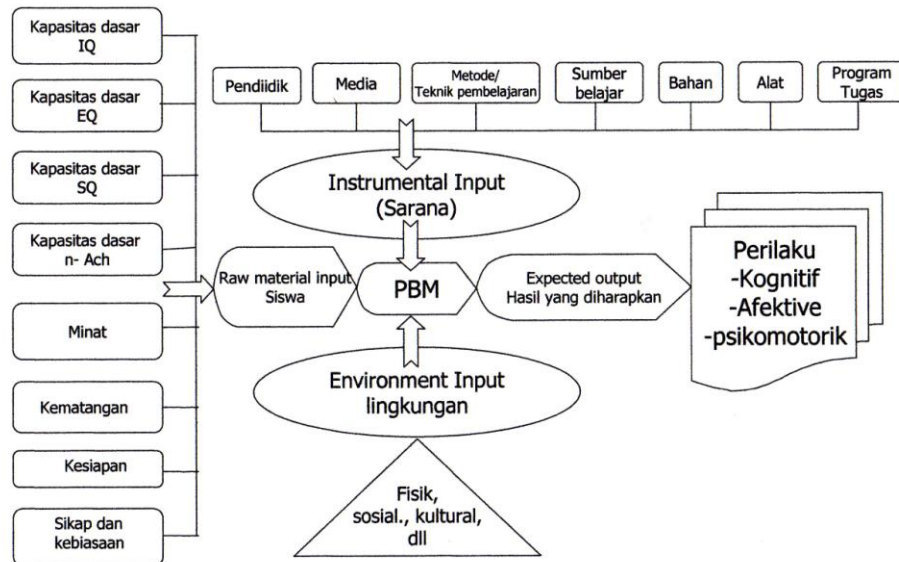 Kapasitas dasar
IQ
Kapasitas dasar
EQ
Kapasitas dasar
SQ
Kapasitas dasar
n- Ach
Minat
Kematangan
Kesiapan
Sikap dan
kebiasaan
Pendiidik
Media
Metode/
Teknik pembelajaran
Sumber
belajar
Bahan
Alat
Program
Tugas
Instrumental Input
(Sarana)
Raw material input
Siswa
PBM
Expected output
Hasil yang diharapkan
Perilaku
-Kognitif
-Afektive
-psikomotorik
Environment Input
lingkungan
Fisik,
sosial., kultural,
dll